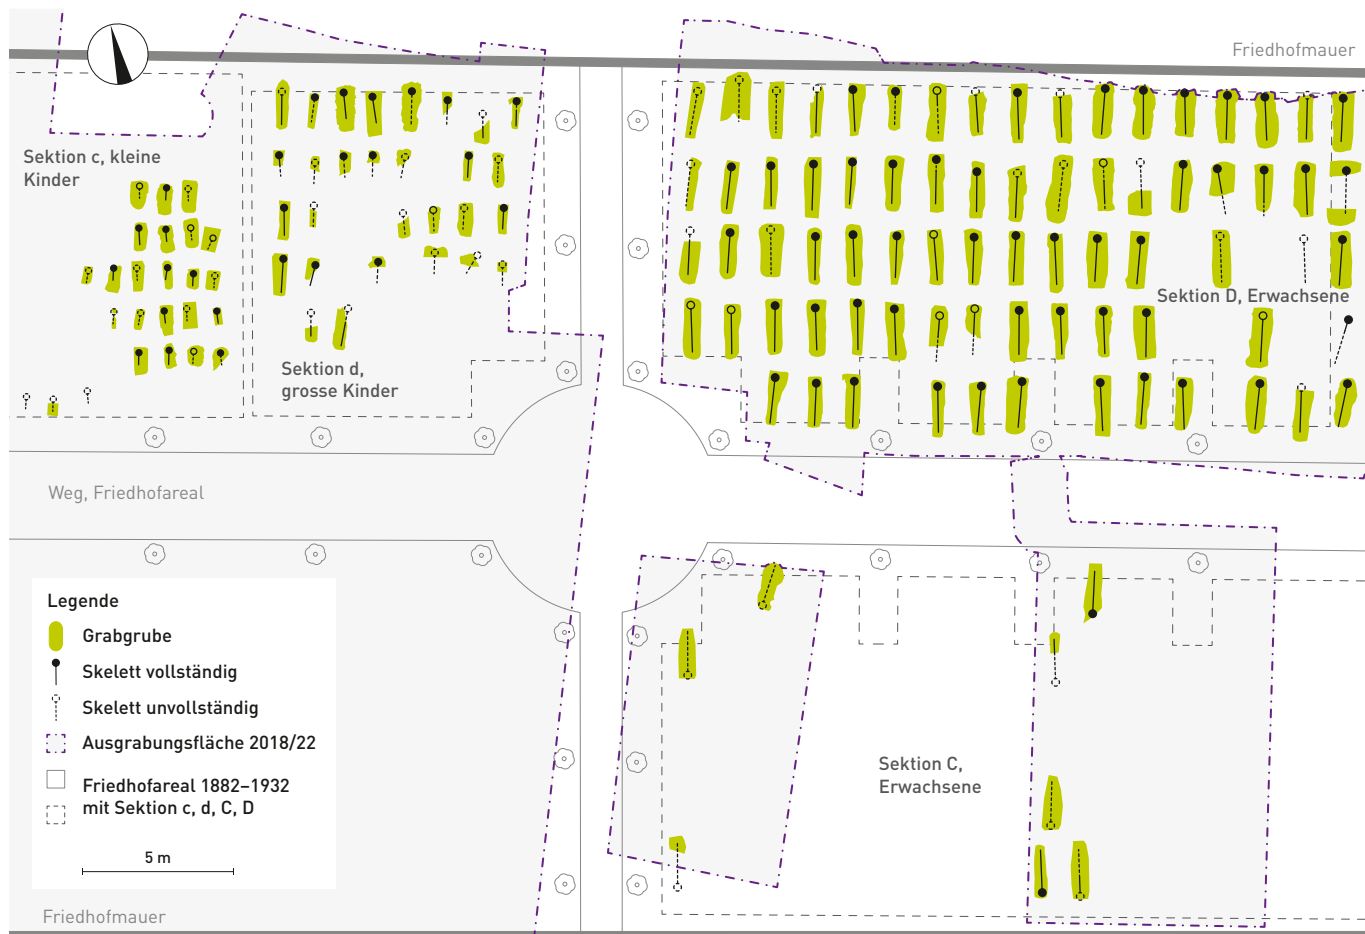 Friedhofmauer
Sektion c, kleine
Kinder
Sektion D, Erwachsene
Sektion d,
grosse Kinder
Weg, Friedhofareal
Legende
Grabgrube
Skelett vollständig
Skelett unvollständig
Ausgrabungsfläche 2018/22
Friedhofareal 1882–1932
mit Sektion c, d, C, D
5 m
Sektion C,
Erwachsene
Friedhofmauer